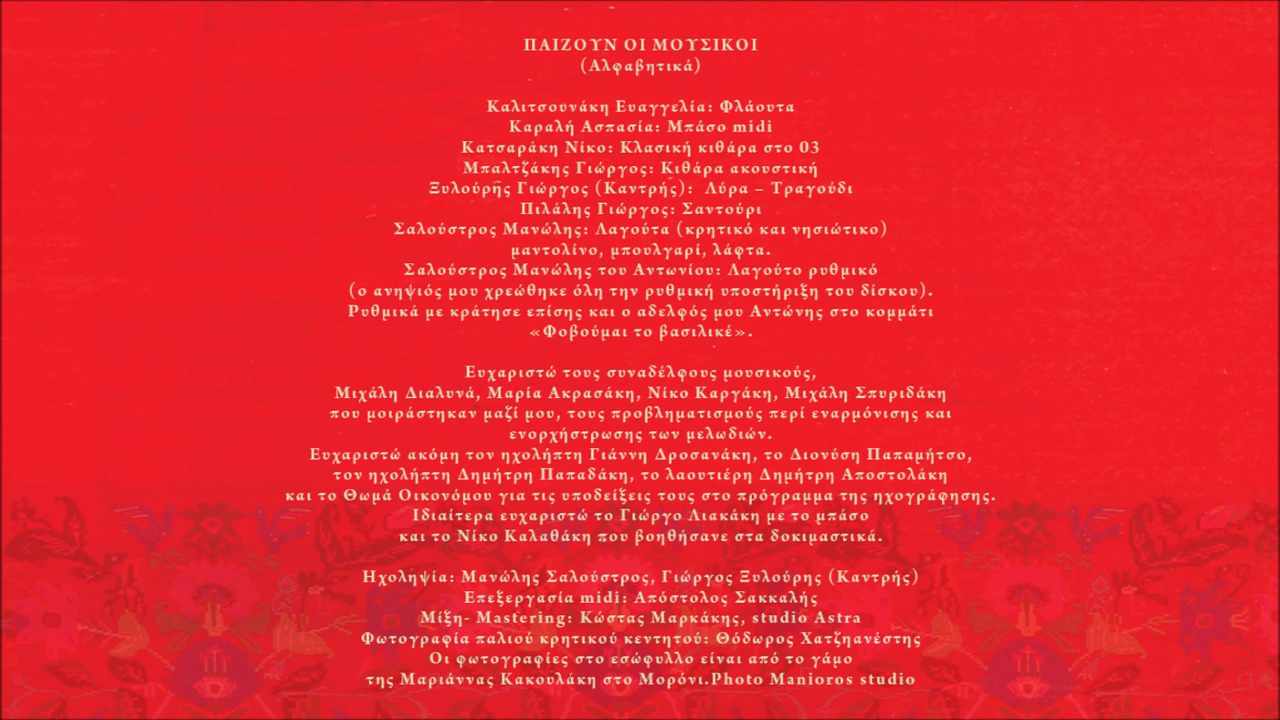 ΠΑΙΖΟΥΝ ΟΙ ΜΟΥΣΙΚΟΙ
(Αλφαβητικά)
Καλιτσουνάκη Ευαγγελία: Φλάουτα
Καραλή Ασπασία: Μπάσο midi
Κατσαράκη Νίκο: Κλασική κιθάρα στο 03
Μπαλτζάκης Γιώργος: Κιθάρα ακουστική
Ξυλούρης Γιώργος (Καντρής): Λύρα – Τραγούδι
Πιλάλης Γιώργος: Σαντούρι
Σαλούστρος Μανώλης: Λαγούτα (κρητικό και νησιώτικο)
μαντολίνο, μπουλγαρί, λάφτα.
Σαλούστρος Μανώλης του Αντωνίου: Λαγούτο ρυθμικό
(ο ανηψιός μου χρεώθηκε όλη την ρυθμική υποστήριξη του δίσκου).
Ρυθμικά με κράτησε επίσης και ο αδελφός μου Αντώνης στο κομμάτι
«Φοβούμαι το βασιλικέ».
Ευχαριστώ τους συναδέλφους μουσικούς,
Μιχάλη Διαλυνά, Μαρία Ακρασάκη, Νίκο Καργάκη, Μιχάλη Σπυριδάκη
που μοιράστηκαν μαζί μου, τους προβληματισμούς περί εναρμόνισης και
ενορχήστρωσης των μελωδιών.
Ευχαριστώ ακόμη τον ηχολήπτη Γιάννη Δροσανάκη, το Διονύση Παπαμήτσο,
τον ηχολήπτη Δημήτρη Παπαδάκη, το λαουτιέρη Δημήτρη Αποστολάκη
και το Θωμά Οικονόμου για τις υποδείξεις τους στο πρόγραμμα της ηχογράφησης.
Ιδιαίτερα ευχαριστώ το Γιώργο Λιακάκη με το μπάσο
και το Νίκο Καλαθάκη που βοηθήσανε στα δοκιμαστικά.
Ηχοληψία: Μανώλης Σαλούστρος, Γιώργος Ξυλούρης (Καντρής)
Επεξεργασία midi: Απόστολος Σακκαλής
Μίξη- Mastering: Κώστας Μαρκάκης, studio Astra
Φωτογραφία παλιού κρητικού κεντητού: Θόδωρος Χατζηανέστης
Οι φωτογραφίες στο εσώφυλλο είναι από το γάμο
της Μαριάννας Κακουλάκη στο Μορόνι.Photo Manioros studio